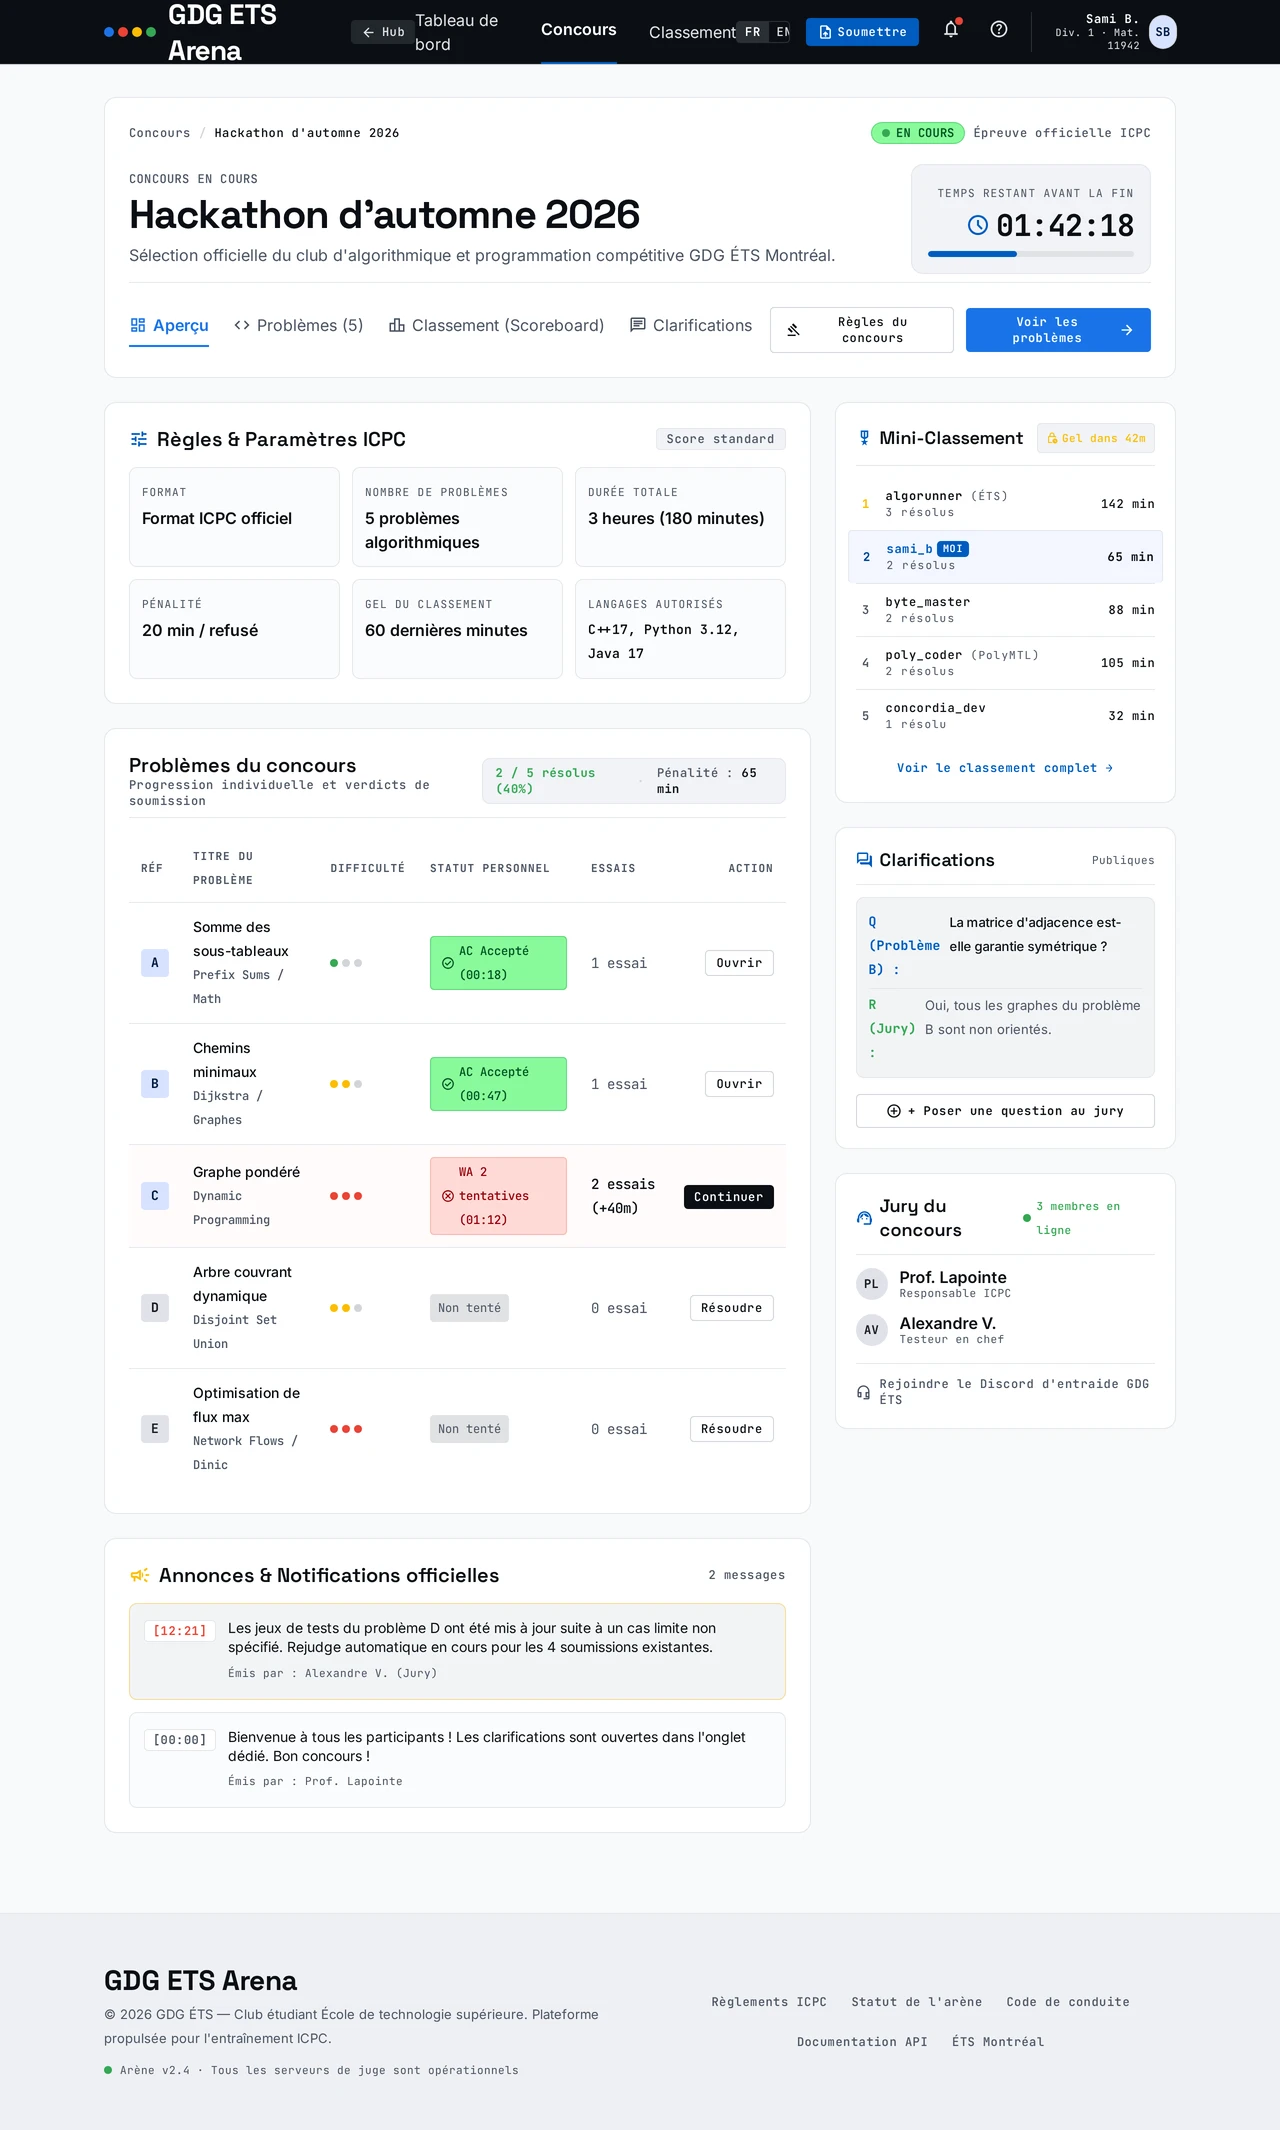 GDG ETS
Arena
Hub
Tableau de
bord
Concours
Classement
FR
Soumettre
Sami B.
Div. 1 · Mat.
11942
SB
Concours / Hackathon d'automne 2026
EN COURS
Épreuve officielle ICPC
CONCOURS EN COURS
Hackathon d’automne 2026
Sélection officielle du club d'algorithmique et programmation compétitive GDG ÉTS Montréal.
TEMPS RESTANT AVANT LA FIN
01:42:18
Aperçu
Problèmes (5)
Classement (Scoreboard)
Clarifications
Règles du
concours
Voir les
problèmes
Règles & Paramètres ICPC
Score standard
FORMAT
Format ICPC officiel
NOMBRE DE PROBLÈMES
5 problèmes
algorithmiques
DURÉE TOTALE
3 heures (180 minutes)
PÉNALITÉ
20 min / refusé
GEL DU CLASSEMENT
60 dernières minutes
LANGAGES AUTORISÉS
C++17, Python 3.12,
Java 17
Problèmes du concours
Progression individuelle et verdicts de
soumission
2 / 5 résolus
(40%)
·
Pénalité : 65
min
RÉF
TITRE DU
PROBLÈME
DIFFICULTÉ
STATUT PERSONNEL
ESSAIS
ACTION
A
Somme des
sous-tableaux
Prefix Sums /
Math
AC Accepté
(00:18)
1 essai
Ouvrir
B
Chemins
minimaux
Dijkstra /
Graphes
AC Accepté
(00:47)
1 essai
Ouvrir
C
Graphe pondéré
Dynamic
Programming
WA 2
tentatives
(01:12)
2 essais
(+40m)
Continuer
D
Arbre couvrant
dynamique
Disjoint Set
Union
Non tenté
0 essai
Résoudre
E
Optimisation de
flux max
Network Flows /
Dinic
Non tenté
0 essai
Résoudre
Annonces & Notifications officielles
2 messages
[12:21]
Les jeux de tests du problème D ont été mis à jour suite à un cas limite non
spécifié. Rejudge automatique en cours pour les 4 soumissions existantes.
Émis par : Alexandre V. (Jury)
[00:00]
Bienvenue à tous les participants ! Les clarifications sont ouvertes dans l'onglet
dédié. Bon concours !
Émis par : Prof. Lapointe
Mini-Classement
Gel dans 42m
1
algorunner (ÉTS)
3 résolus
142 min
2
sami_b MOI
2 résolus
65 min
3
byte_master
2 résolus
88 min
4
poly_coder (PolyMTL)
2 résolus
105 min
5
concordia_dev
1 résolu
32 min
Voir le classement complet →
Clarifications
Publiques
Q
(Problème
B) :
La matrice d'adjacence est-
elle garantie symétrique ?
R
(Jury)
:
Oui, tous les graphes du problème
B sont non orientés.
+ Poser une question au jury
Jury du
concours
3 membres en
ligne
PL
Prof. Lapointe
Responsable ICPC
AV
Alexandre V.
Testeur en chef
Rejoindre le Discord d'entraide GDG
ÉTS
GDG ETS Arena
© 2026 GDG ÉTS — Club étudiant École de technologie supérieure. Plateforme
propulsée pour l'entraînement ICPC.
Arène v2.4 · Tous les serveurs de juge sont opérationnels
Règlements ICPC
Statut de l'arène
Code de conduite
Documentation API
ÉTS Montréal